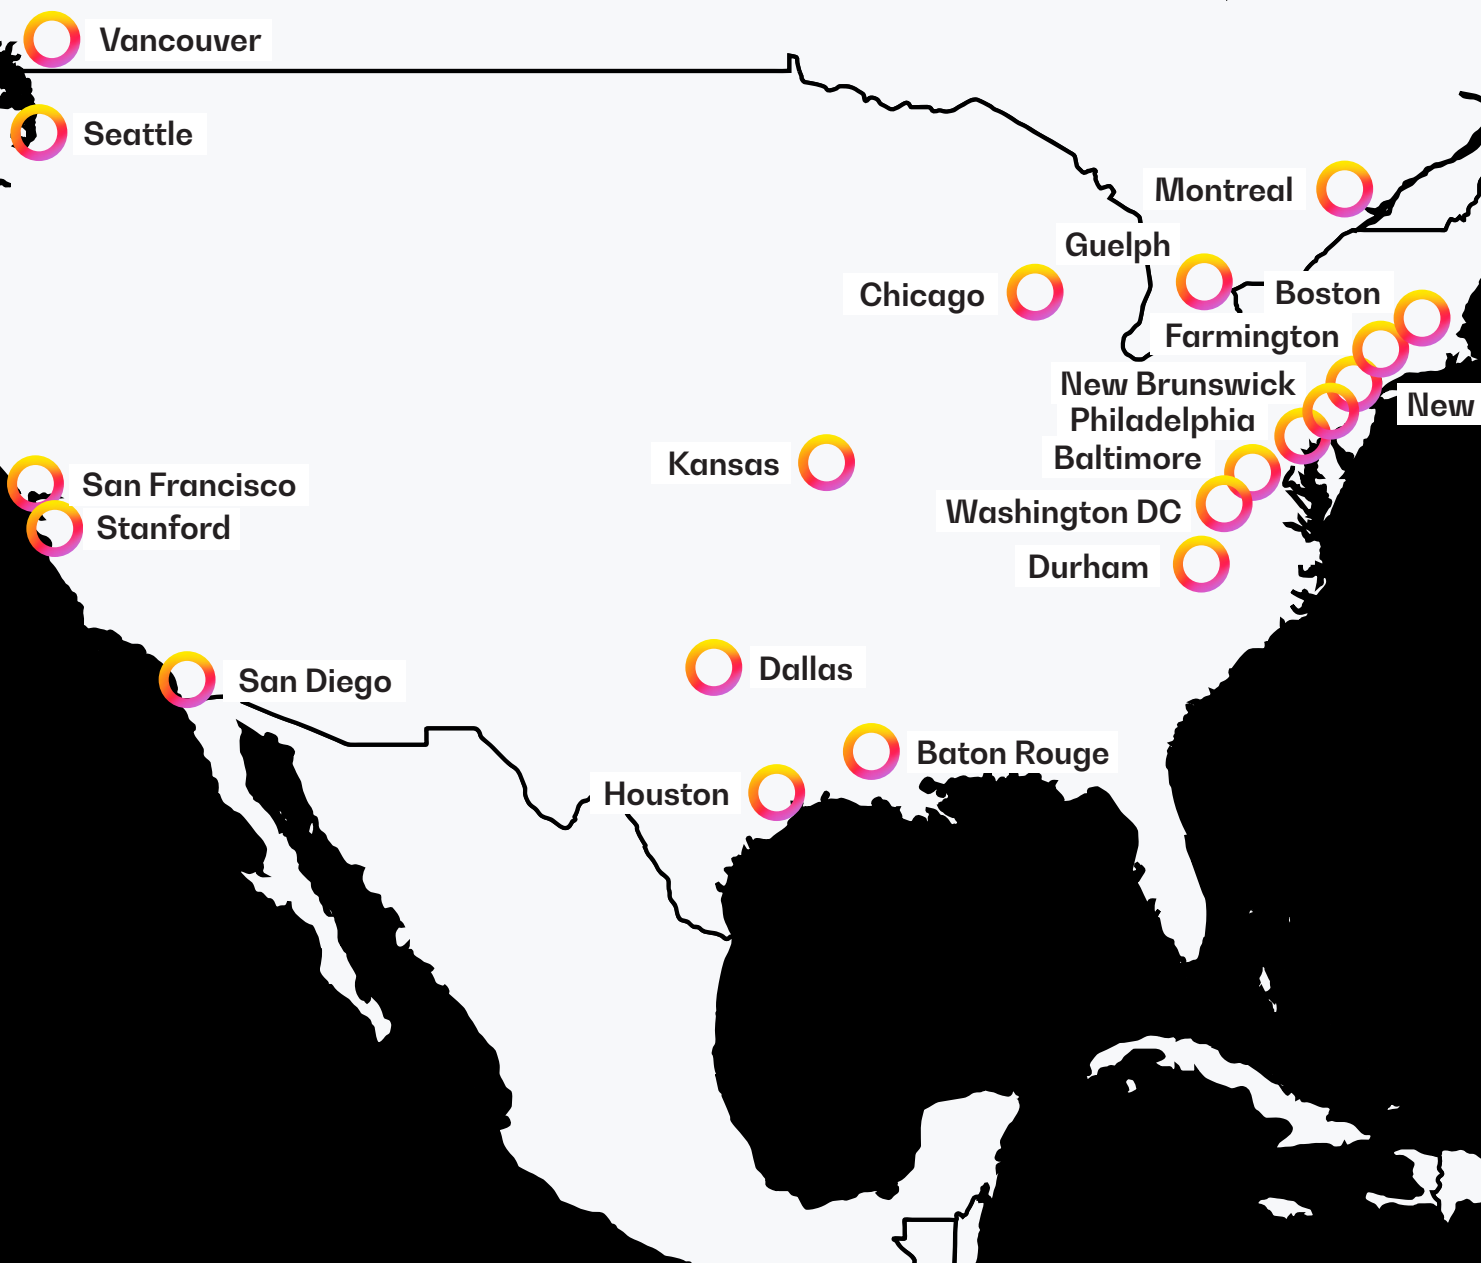 Vancouver
Seattle
Montreal
Guelph
Chicago
Boston
Farmington
New Brunswick
New
Philadelphia
Baltimore
Kansas
San Francisco
Washington DC
Stanford
Durham
Dallas
San Diego
Baton Rouge
Houston